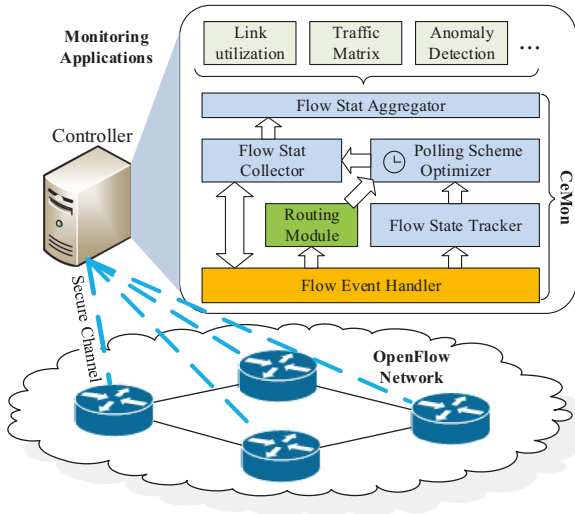 Monitoring
Applications
Link
utilization
Traffic
Matrix
Anomaly
Detection
...
Flow Stat Aggregator
Controller
Flow Stat
Collector
Polling Scheme
Optimizer
CeMon
Routing
Module
Flow State Tracker
Flow Event Handler
Secure Channel
OpenFlow
Network